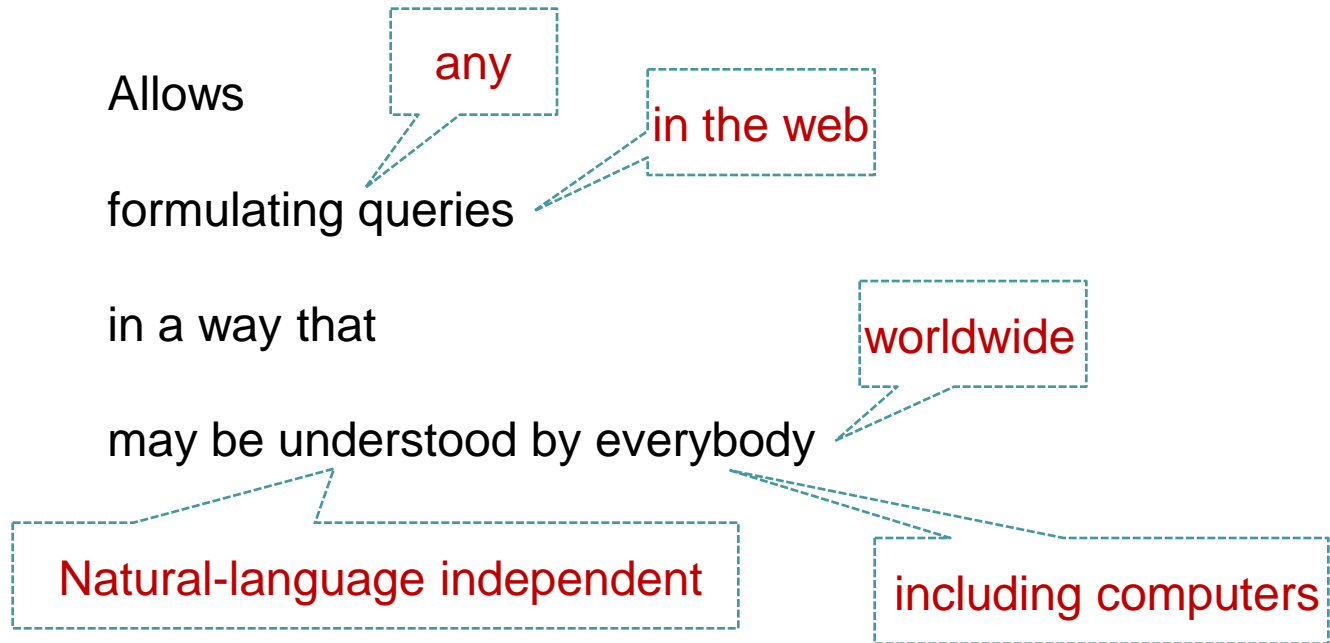 any
Allows
in the web
formulating queries
in a way that
worldwide
may be understood by everybody
Natural-language independent
including computers